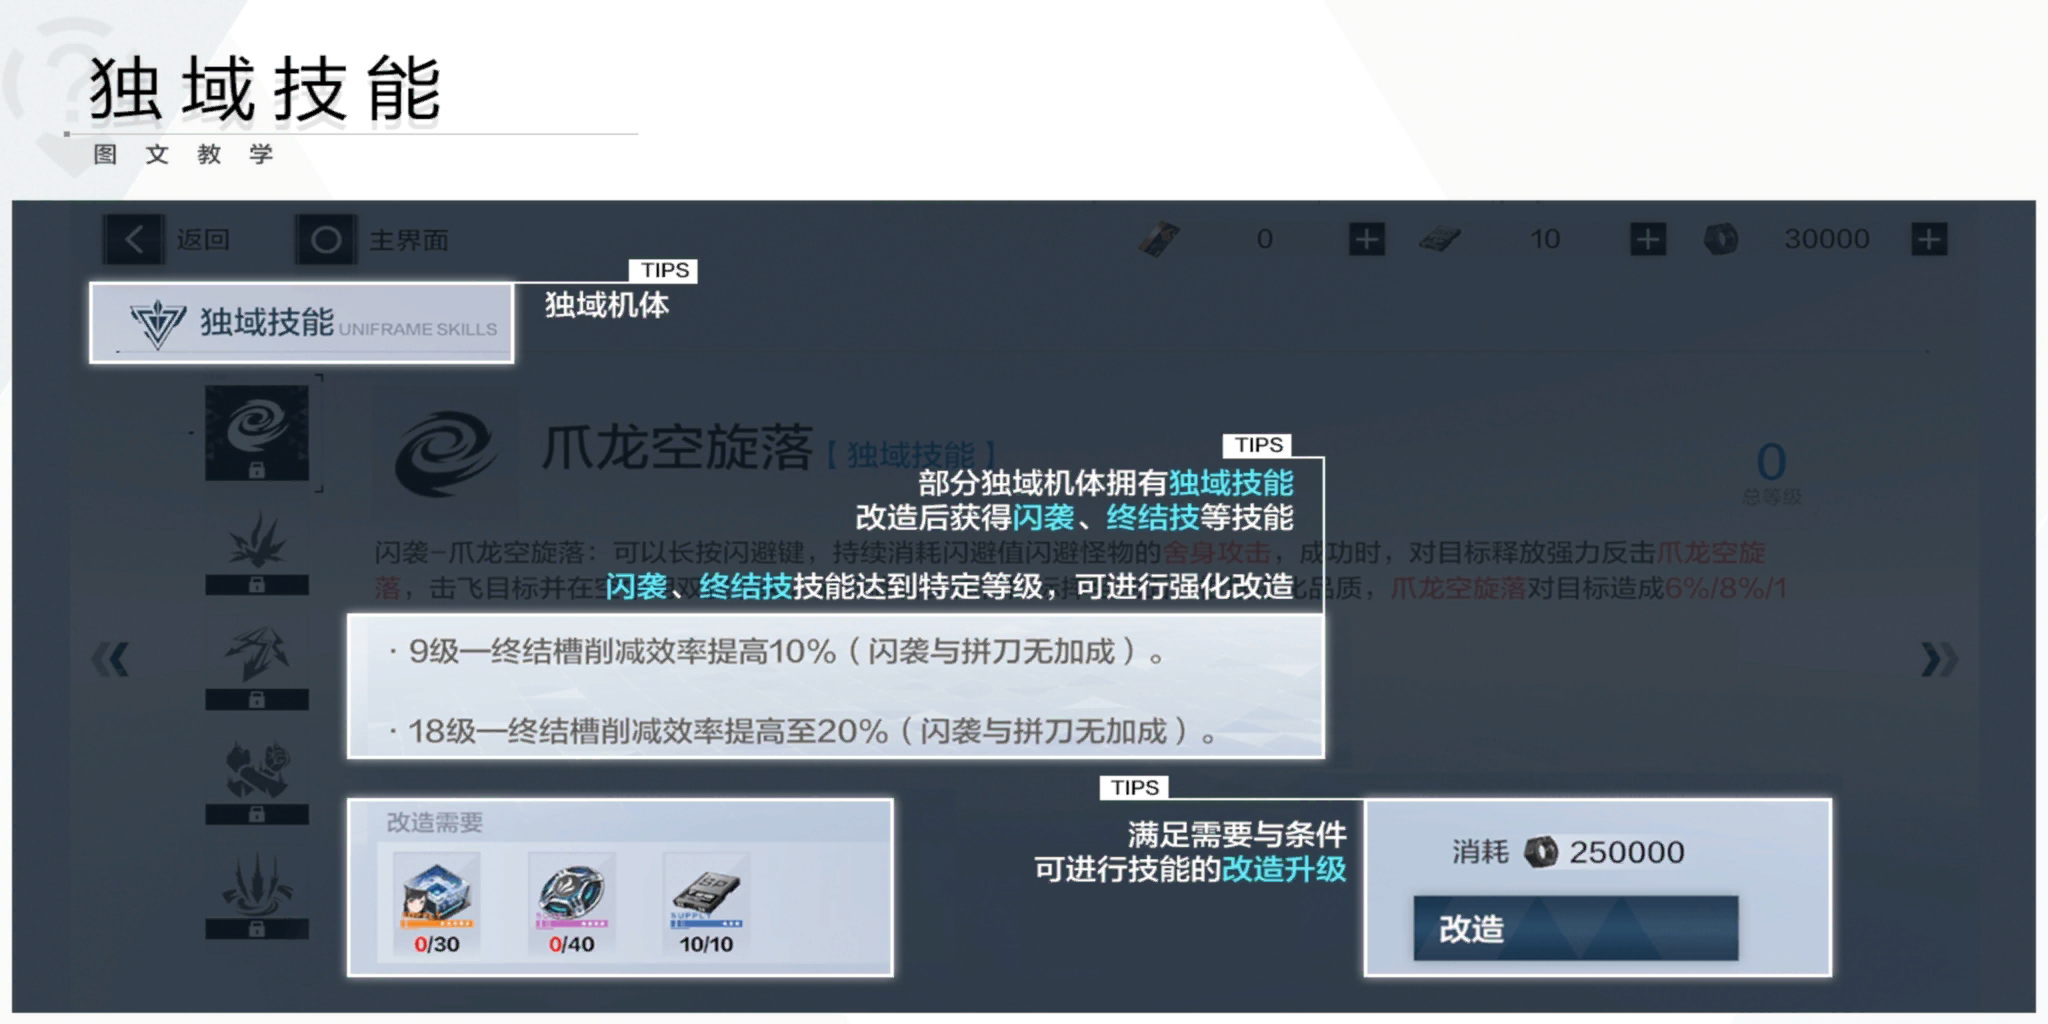 独域技能
图文教学
返回
主界面
0
10
30000
TIPS
独域机体
独域技能 UNIFRAME SKILLS
爪龙空旋落【独域技能】
0
总等级
TIPS
部分独域机体拥有独域技能
改造后获得闪袭、终结技等技能
闪袭-爪龙空旋落：可以长按闪避键，持续消耗闪避值闪避怪物的舍身攻击，成功时，对目标释放强力反击爪龙空旋
落，击飞目标并在空
品质，爪龙空旋落对目标造成6%/8%/1
闪袭、终结技技能达到特定等级，可进行强化改造
· 9级—终结槽削减效率提高10%（闪袭与拼刀无加成）。
· 18级—终结槽削减效率提高至20%（闪袭与拼刀无加成）。
改造需要
SUPPLY
0/30
0/40
10/10
TIPS
满足需要与条件
可进行技能的改造升级
消耗 250000
改造